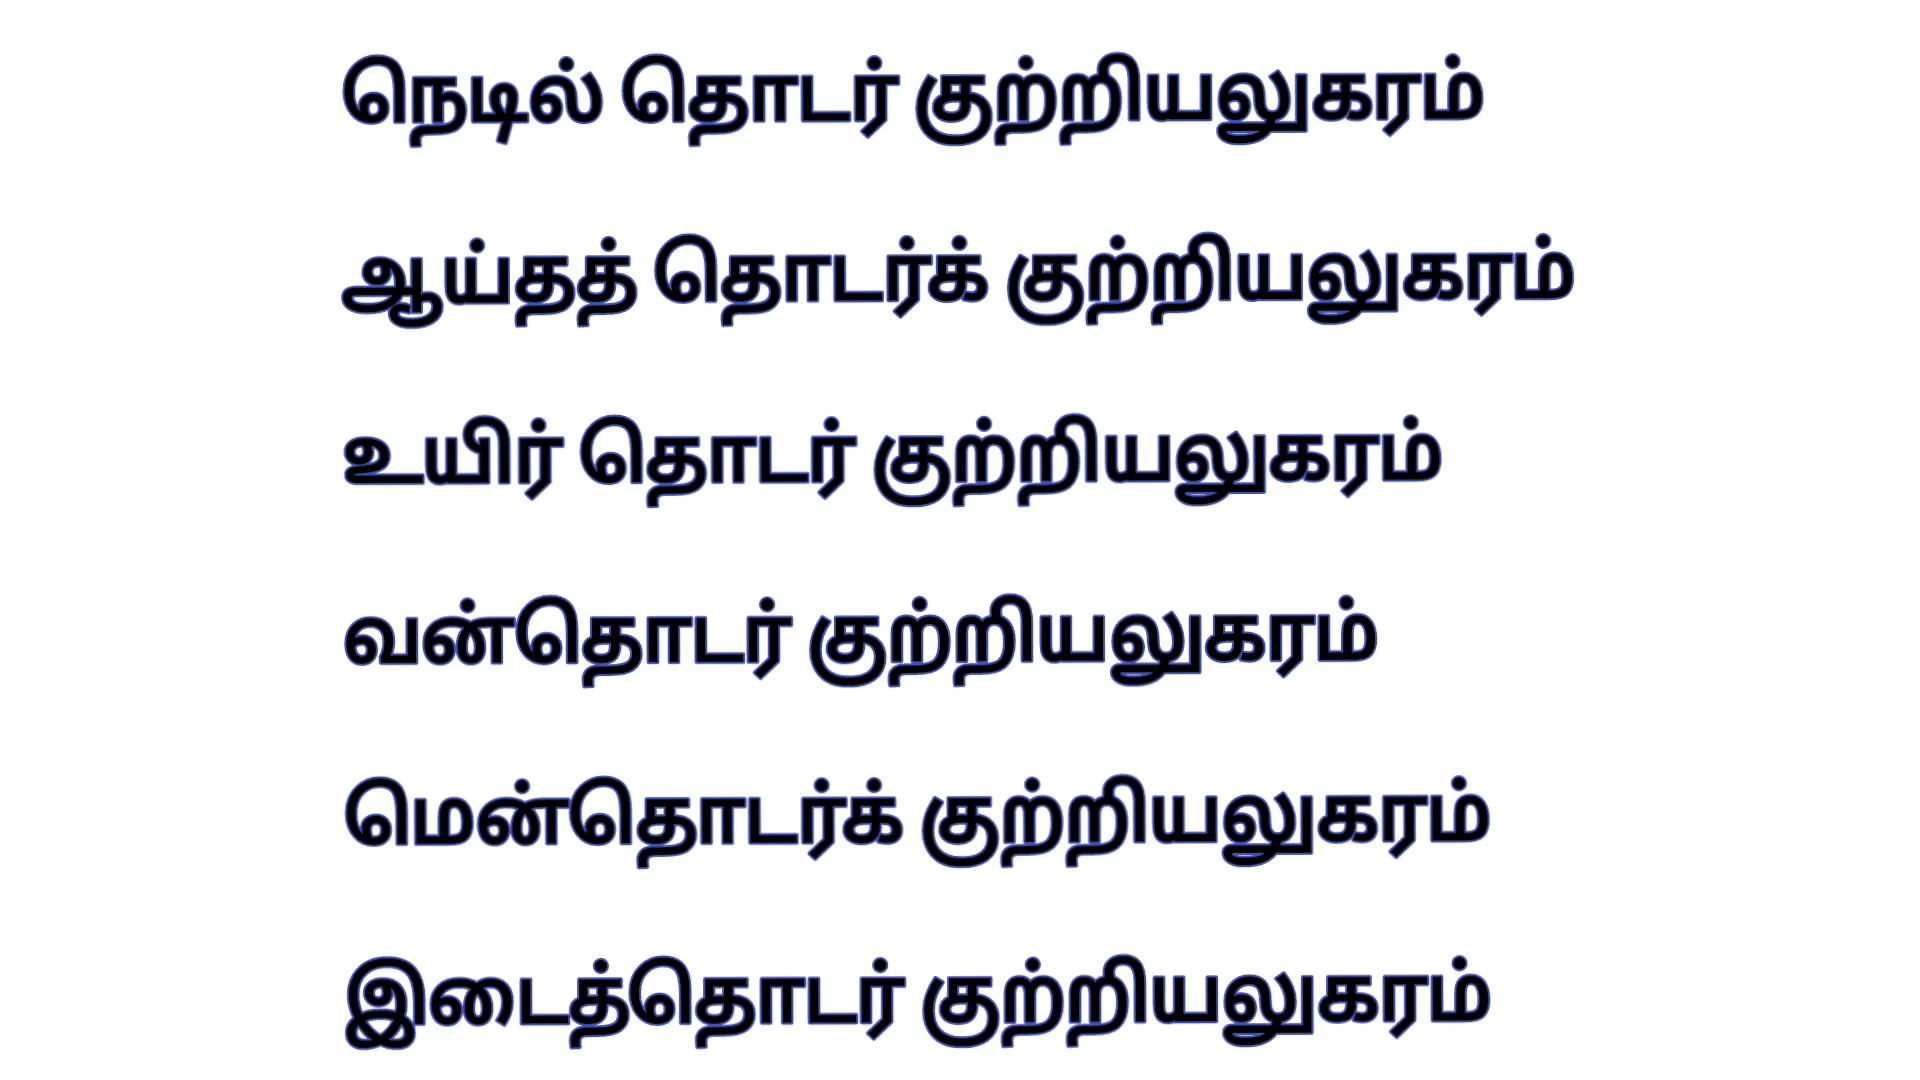 நெடில் தொடர் குற்றியலுகரம்
ஆய்தத் தொடர்க் குற்றியலுகரம்
உயிர் தொடர் குற்றியலுகரம்
வன்தொடர் குற்றியலுகரம்
மென்தொடர்க் குற்றியலுகரம்
இடைத்தொடர் குற்றியலுகரம்